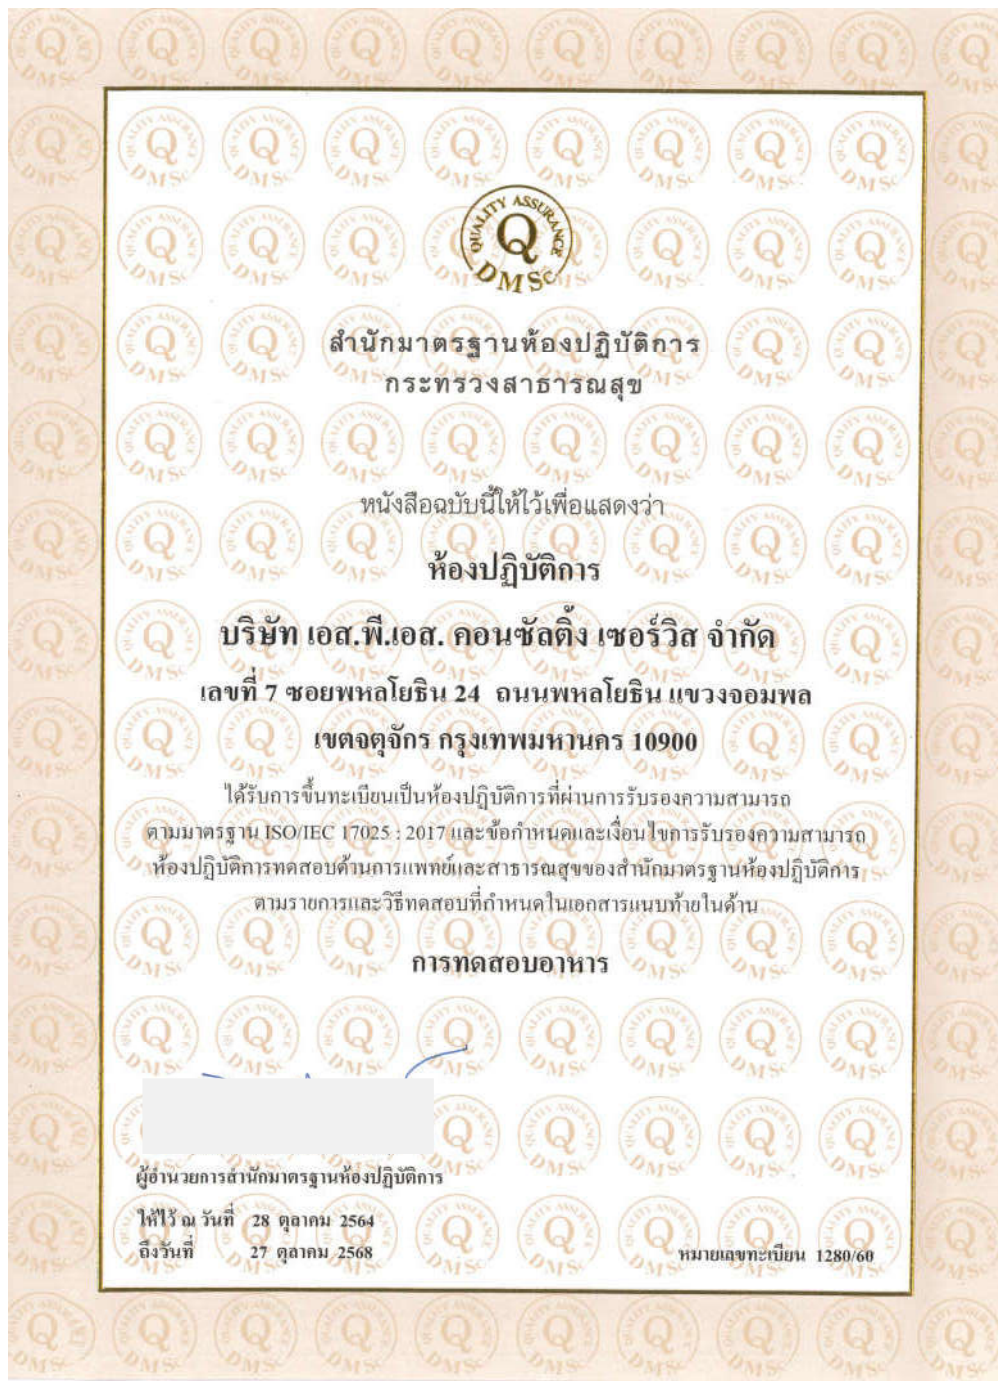 QUALITY ASSURANCE
Q
DMSc
สำนักมาตรฐานห้องปฏิบัติการ
กระทรวงสาธารณสุข
หนังสือฉบับนี้ให้ไว้เพื่อแสดงว่า
ห้องปฏิบัติการ
บริษัท เอส.พี.เอส. คอนซัลติ้ง เซอร์วิส จำกัด
เลขที่ 7 ซอยพหลโยธิน 24 ถนนพหลโยธิน แขวงจอมพล
เขตจตุจักร กรุงเทพมหานคร 10900
ได้รับการขึ้นทะเบียนเป็นห้องปฏิบัติการที่ผ่านการรับรองความสามารถ
ตามมาตรฐาน ISO/IEC 17025 : 2017 และข้อกำหนดและเงื่อนไขการรับรองความสามารถ
ห้องปฏิบัติการทดสอบด้านการแพทย์และสาธารณสุขของสำนักมาตรฐานห้องปฏิบัติการ
ตามรายการและวิธีทดสอบที่กำหนดในเอกสารแนบท้ายในด้าน
การทดสอบอาหาร
ผู้อำนวยการสำนักมาตรฐานห้องปฏิบัติการ
ให้ไว้ ณ วันที่ 28 ตุลาคม 2564
ถึงวันที่ 27 ตุลาคม 2568
หมายเลขทะเบียน 1280/60